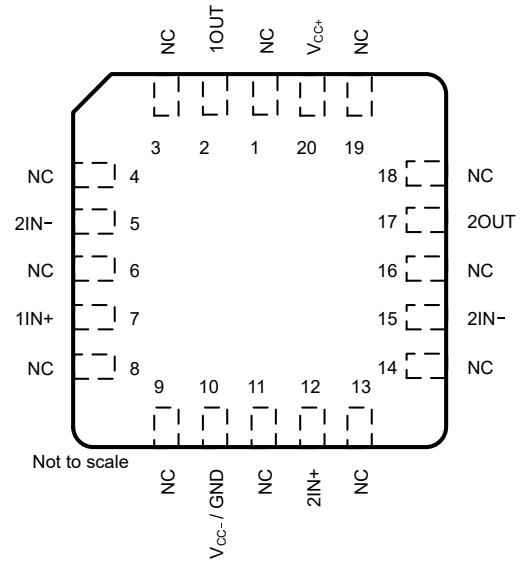 NC
1OUT
NC
VCC+
NC
3
2
1
20
19
NC 4
2IN−
5
NC
6
1IN+
7
NC
8
18
NC
17
2OUT
16
NC
15
2IN−
14
NC
9
10
11
12
13
Not to scale
NC
VCC- / GND
NC
2IN+
NC